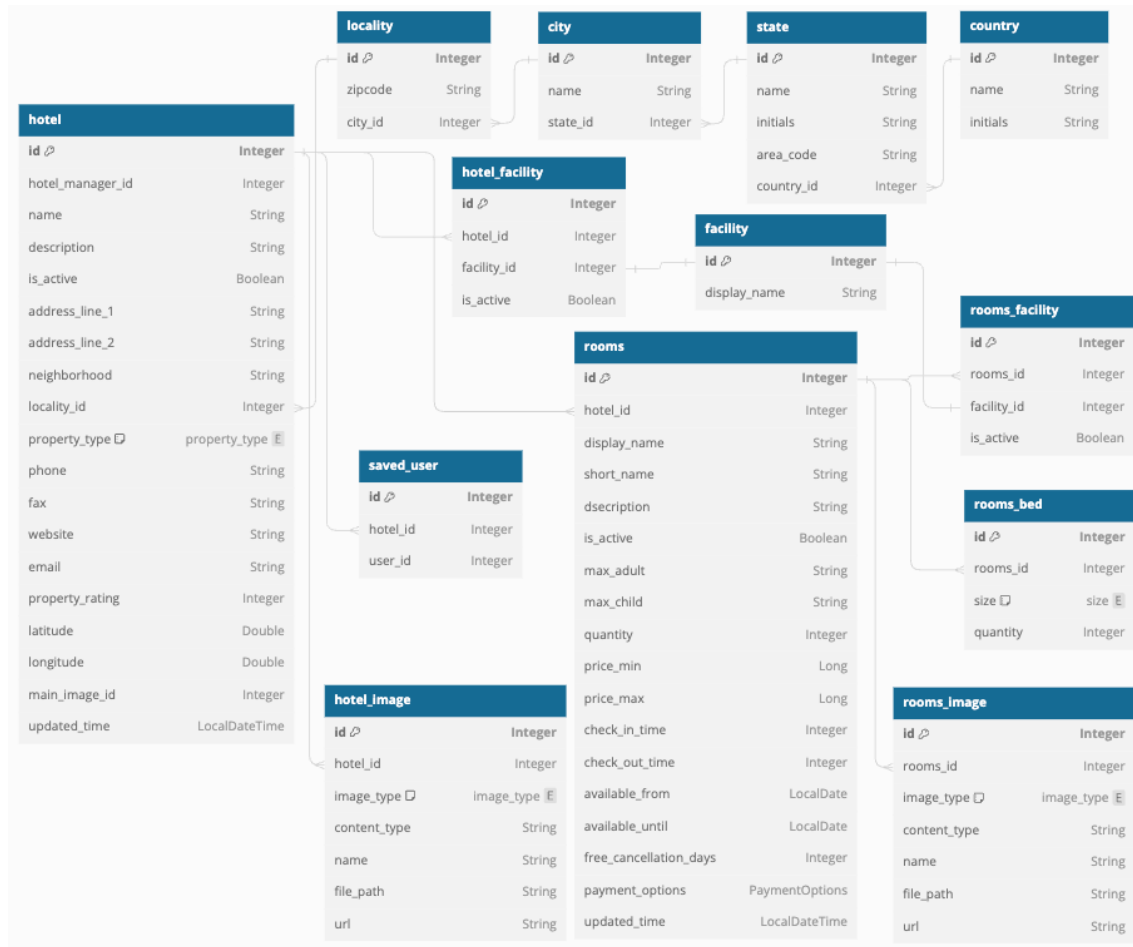 locality
id Integer
zipcode String
city_id Integer
city
id Integer
name String
state_id Integer
state
id Integer
name String
initials String
area_code String
country_id Integer
country
id Integer
name String
initials String
hotel
id Integer
hotel_manager_id Integer
name String
description String
is_active Boolean
address_line_1 String
address_line_2 String
neighborhood String
locality_id Integer
property_type property_type E
phone String
fax String
website String
email String
property_rating Integer
latitude Double
longitude Double
main_image_id Integer
updated_time LocalDateTime
hotel_facility
id Integer
hotel_id Integer
facility_id Integer
is_active Boolean
facility
id Integer
display_name String
rooms_facility
id Integer
rooms_id Integer
facility_id Integer
is_active Boolean
rooms
id Integer
hotel_id Integer
display_name String
short_name String
dsecription String
is_active Boolean
max_adult String
max_child String
quantity Integer
price_min Long
price_max Long
check_in_time Integer
check_out_time Integer
available_from LocalDate
available_until LocalDate
free_cancellation_days Integer
payment_options PaymentOptions
updated_time LocalDateTime
saved_user
id Integer
hotel_id Integer
user_id Integer
rooms_bed
id Integer
rooms_id Integer
size size E
quantity Integer
hotel_image
id Integer
hotel_id Integer
image_type image_type E
content_type String
name String
file_path String
url String
rooms_image
id Integer
rooms_id Integer
image_type image_type E
content_type String
name String
file_path String
url String